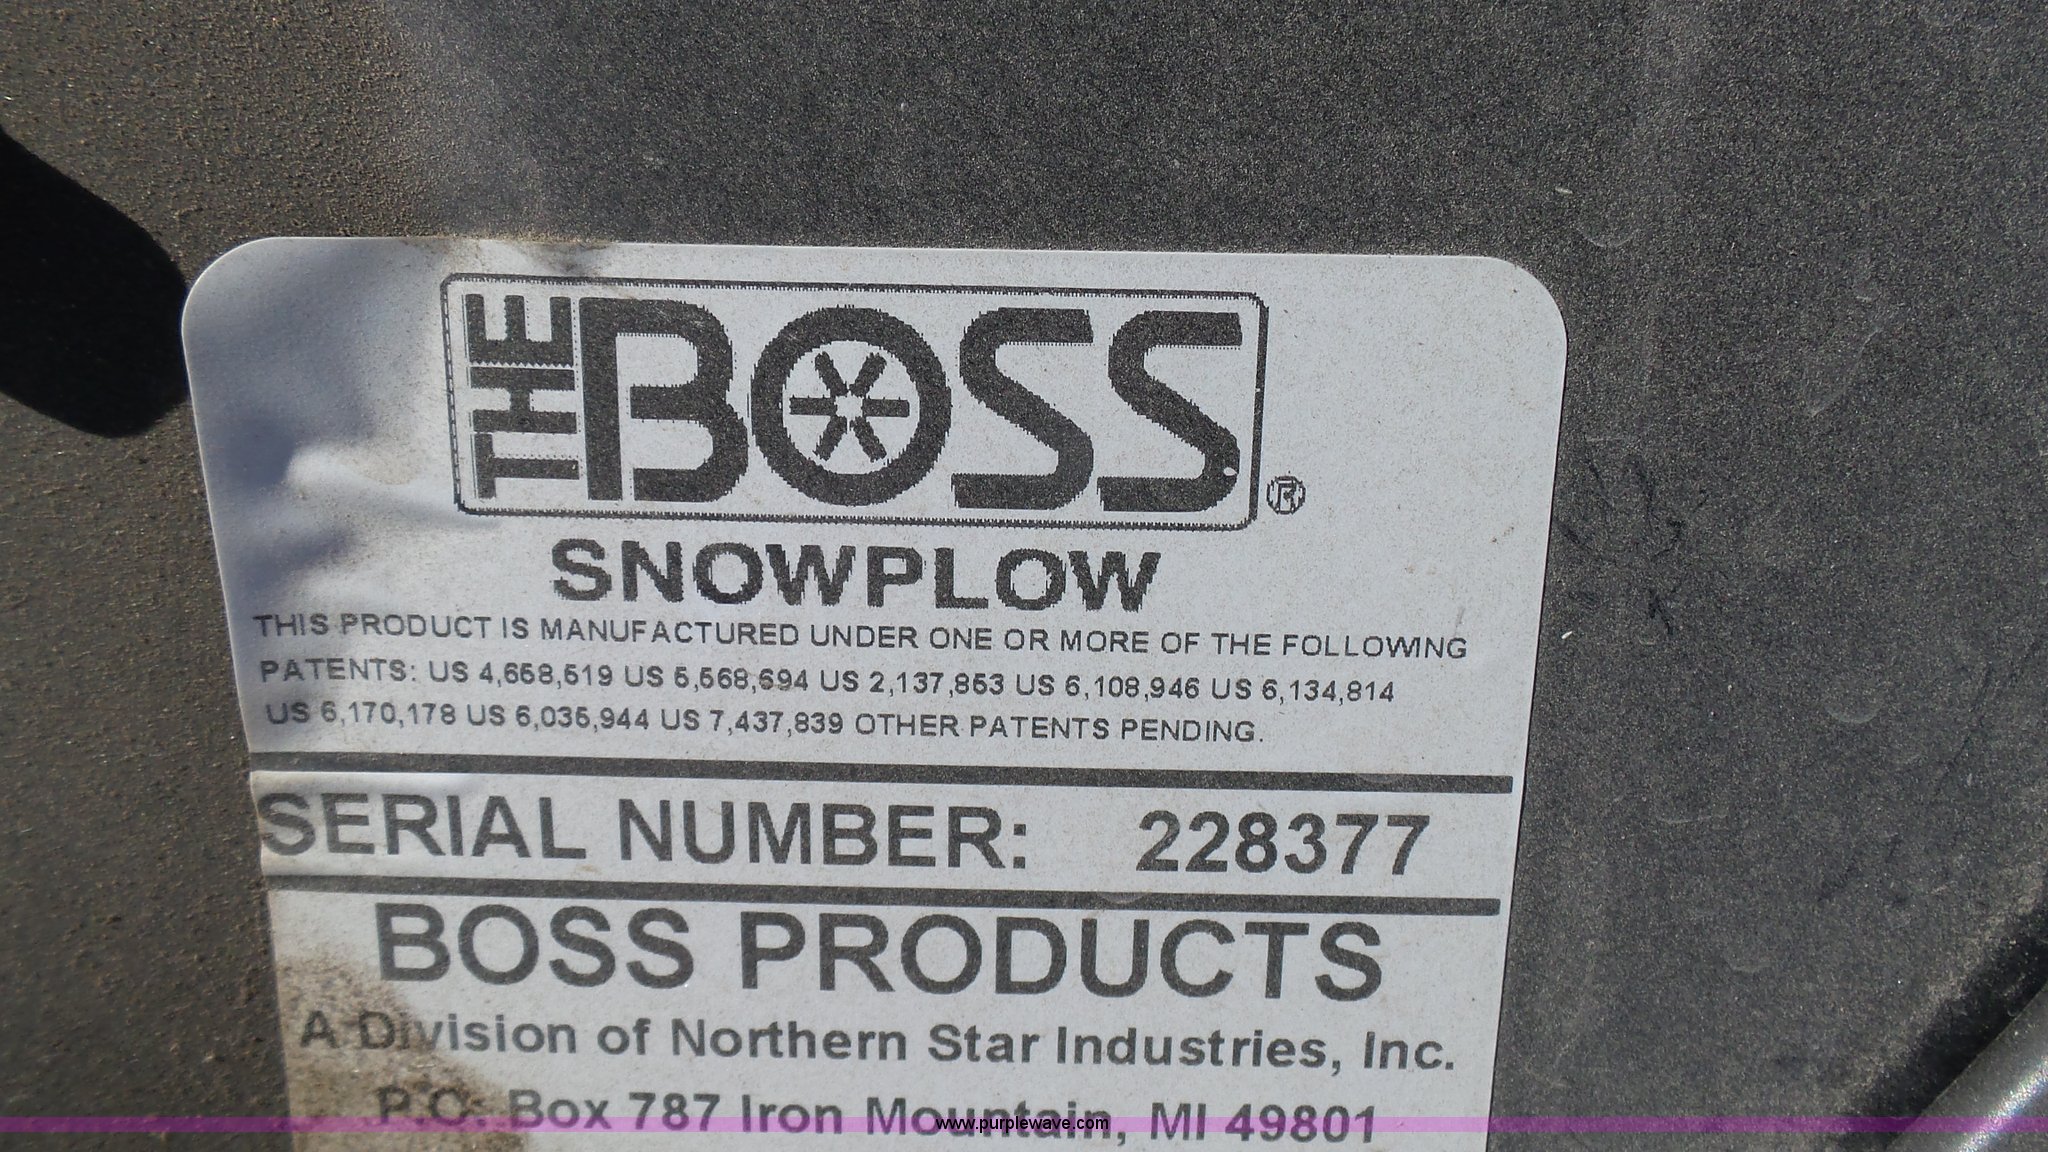 THE BOSS ®
SNOWPLOW
THIS PRODUCT IS MANUFACTURED UNDER ONE OR MORE OF THE FOLLOWING
PATENTS: US 4,658,519 US 5,568,694 US 2,137,853 US 6,108,946 US 6,134,814
US 6,170,178 US 6,035,944 US 7,437,839 OTHER PATENTS PENDING.
SERIAL NUMBER: 228377
BOSS PRODUCTS
A Division of Northern Star Industries, Inc.
P.O. Box 787 Iron Mountain, MI 49801
www.purplewave.com